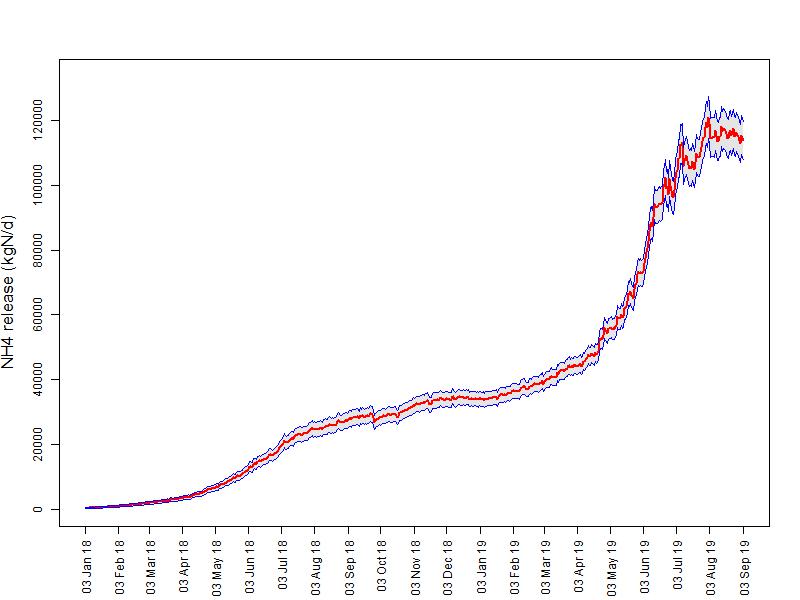 NH4 release (kgN/d)
120000
100000
80000
60000
40000
20000
0
03 Jan 18
03 Feb 18
03 Mar 18
03 Apr 18
03 May 18
03 Jun 18
03 Jul 18
03 Aug 18
03 Sep 18
03 Oct 18
03 Nov 18
03 Dec 18
03 Jan 19
03 Feb 19
03 Mar 19
03 Apr 19
03 May 19
03 Jun 19
03 Jul 19
03 Aug 19
03 Sep 19